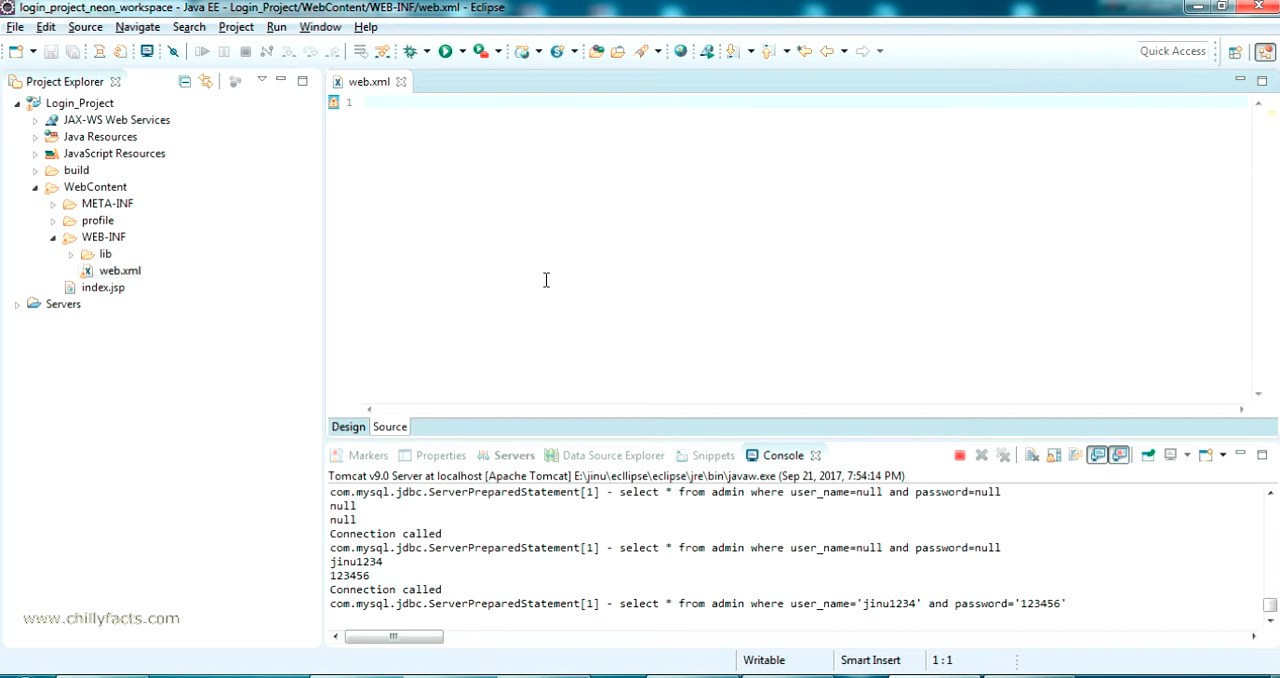 login_project_neon_workspace - Java EE - Login_Project/WebContent/WEB-INF/web.xml - Eclipse
File Edit Source Navigate Search Project Run Window Help
Quick Access
Project Explorer
web.xml
Login_Project
1
JAX-WS Web Services
Java Resources
JavaScript Resources
build
WebContent
META-INF
profile
WEB-INF
lib
web.xml
index.jsp
Servers
Design Source
Markers Properties Servers Data Source Explorer Snippets Console
Tomcat v9.0 Server at localhost [Apache Tomcat] E:\jinu\ecllipse\eclipse\jre\bin\javaw.exe (Sep 21, 2017, 7:54:14 PM)
com.mysql.jdbc.ServerPreparedStatement[1] - select * from admin where user_name=null and password=null
null
null
Connection called
com.mysql.jdbc.ServerPreparedStatement[1] - select * from admin where user_name=null and password=null
jinu1234
123456
Connection called
com.mysql.jdbc.ServerPreparedStatement[1] - select * from admin where user_name='jinu1234' and password='123456'
www.chillyfacts.com
Writable Smart Insert 1 : 1